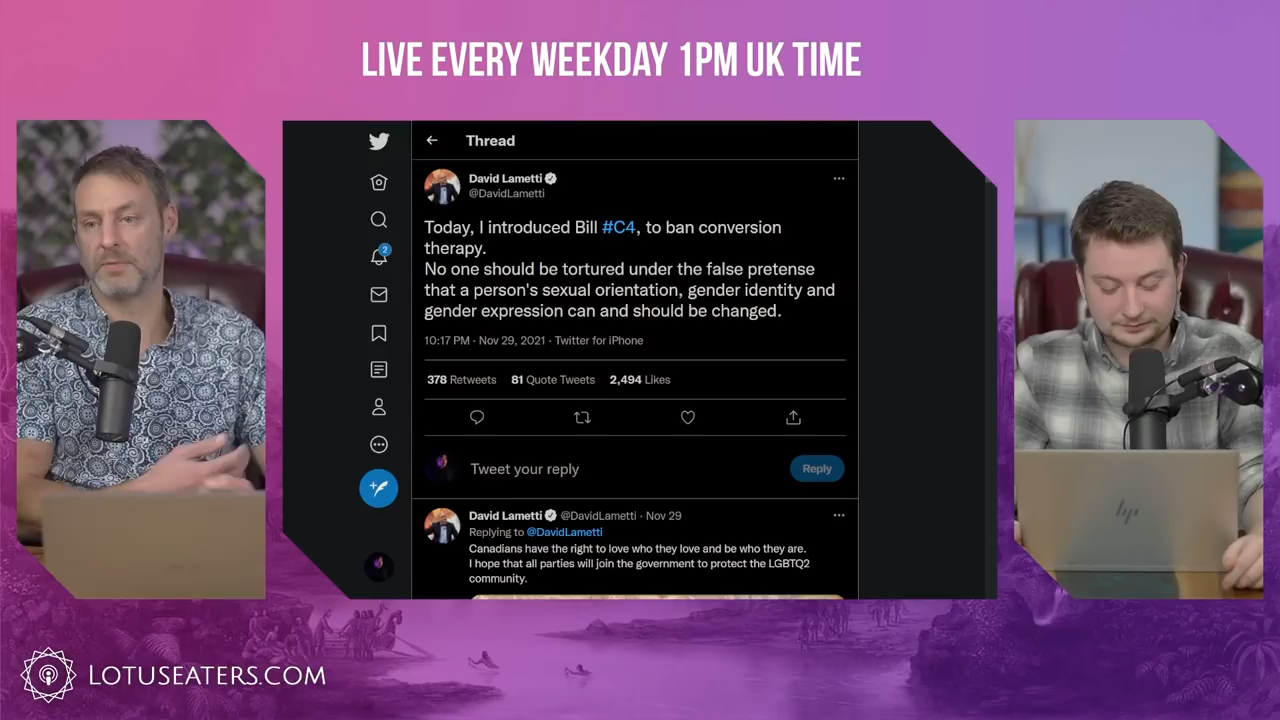 LIVE EVERY WEEKDAY 1PM UK TIME
Thread
David Lametti
@DavidLametti
Today, I introduced Bill #C4, to ban conversion
therapy.
No one should be tortured under the false pretense
that a person's sexual orientation, gender identity and
gender expression can and should be changed.
10:17 PM · Nov 29, 2021 · Twitter for iPhone
378 Retweets 81 Quote Tweets 2,494 Likes
2
Tweet your reply
Reply
David Lametti @DavidLametti · Nov 29
Replying to @DavidLametti
Canadians have the right to love who they love and be who they are.
I hope that all parties will join the government to protect the LGBTQ2
community.
hp
LOTUSEATERS.COM